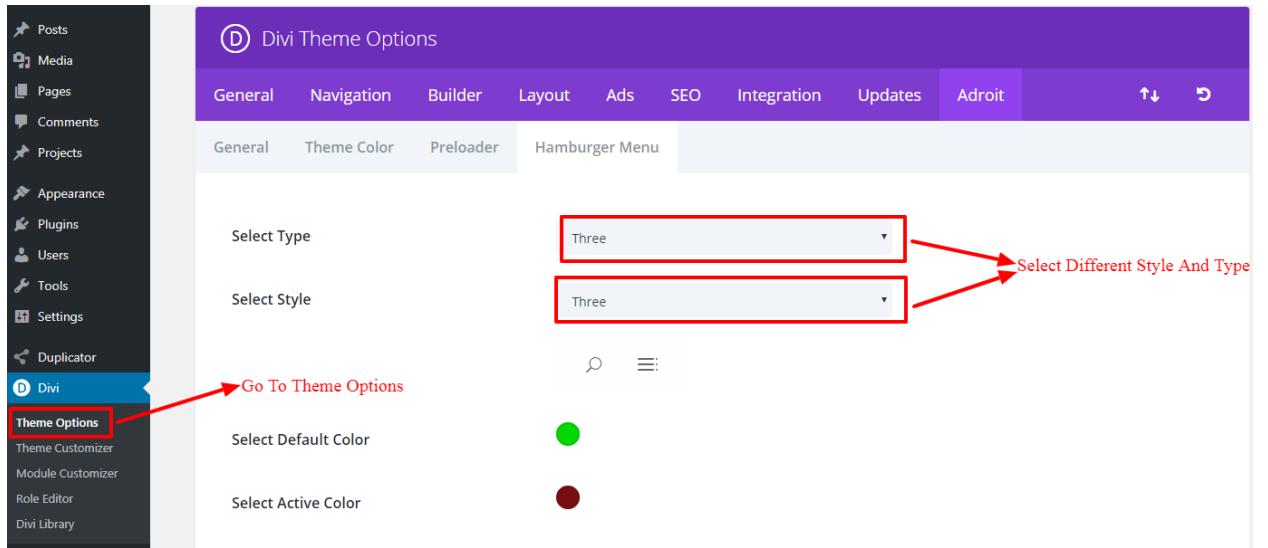 Posts
Media
Pages
Comments
Projects
Appearance
Plugins
Users
Tools
Settings
Duplicator
Divi
Theme Options
Theme Customizer
Module Customizer
Role Editor
Divi Library
D Divi Theme Options
General Navigation Builder Layout Ads SEO Integration Updates Adroit
General Theme Color Preloader Hamburger Menu
Select Type Three
Select Different Style And Type
Select Style Three
Go To Theme Options
Select Default Color
Select Active Color